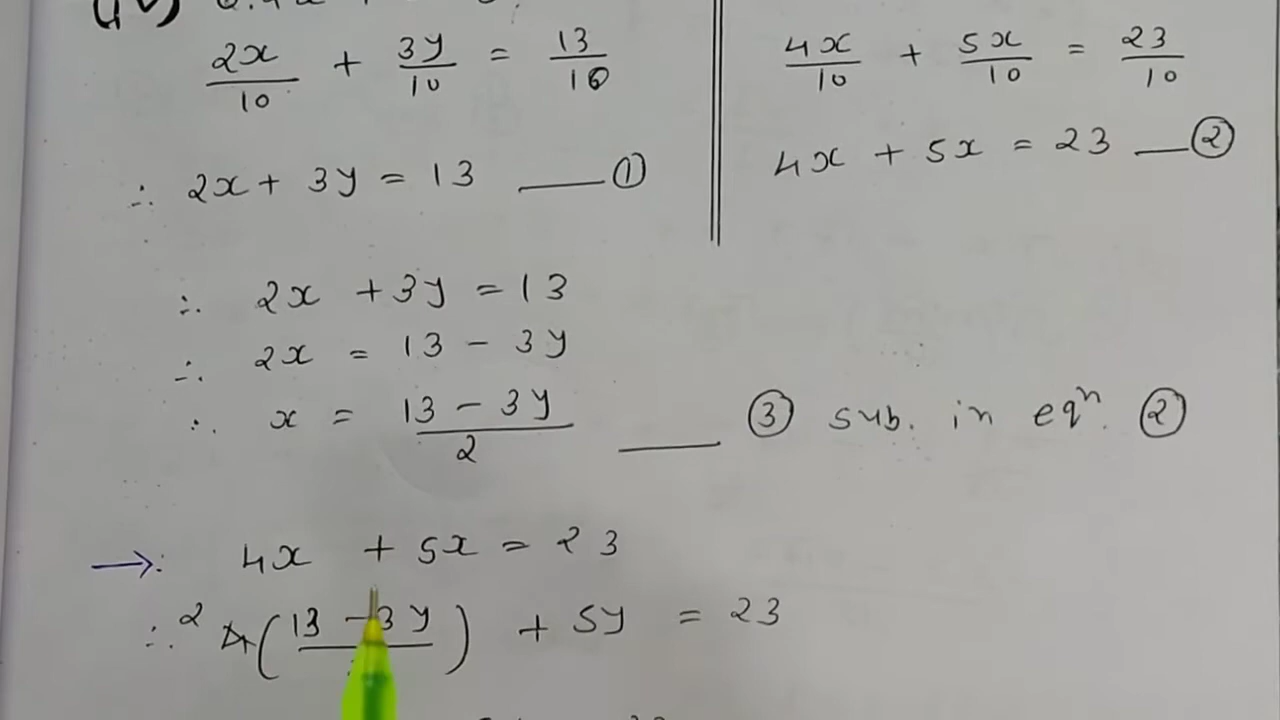 (iv)
2x/10 + 3y/10 = 13/10
∴ 2x + 3y = 13 —— ①
4x/10 + 5x/10 = 23/10
4x + 5x = 23 — ②
∴ 2x + 3y = 13
∴ 2x = 13 - 3y
∴ x = 13 - 3y/2 —— ③ sub. in eqⁿ. ②
→: 4x + 5x = 23
∴ ² 4(13 - 3y) + 5y = 23